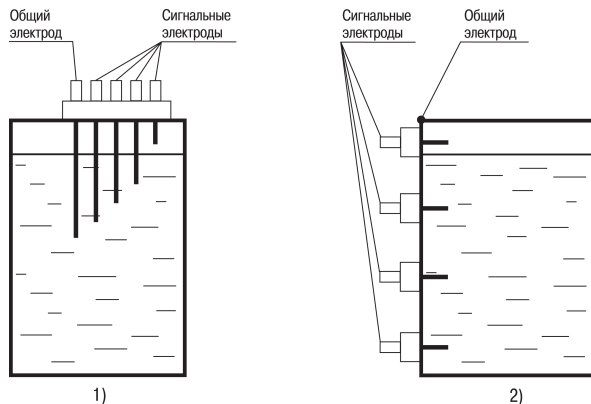 Общий
электрод
Сигнальные
электроды
Сигнальные
электроды
Общий
электрод
1)
2)